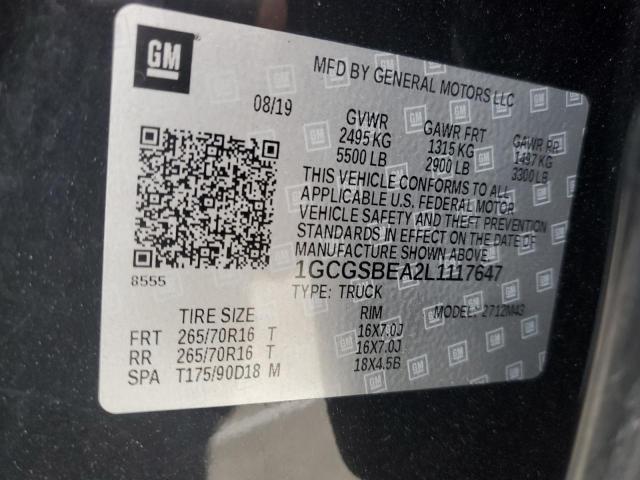 GM
MFD BY GENERAL MOTORS LLC
08/19
GVWR GAWR FRT GAWR RR
2495 KG 1315 KG 1497 KG
5500 LB 2900 LB 3300 LB
THIS VEHICLE CONFORMS TO ALL
APPLICABLE U.S. FEDERAL MOTOR
VEHICLE SAFETY AND THEFT PREVENTION
STANDARDS IN EFFECT ON THE DATE OF
MANUFACTURE SHOWN ABOVE.
1GCGSBEA2L1117647
8555
TYPE: TRUCK MODEL: 2712M43
TIRE SIZE RIM
FRT 265/70R16 T 16X7.0J
RR 265/70R16 T 16X7.0J
SPA T175/90D18 M 18X4.5B